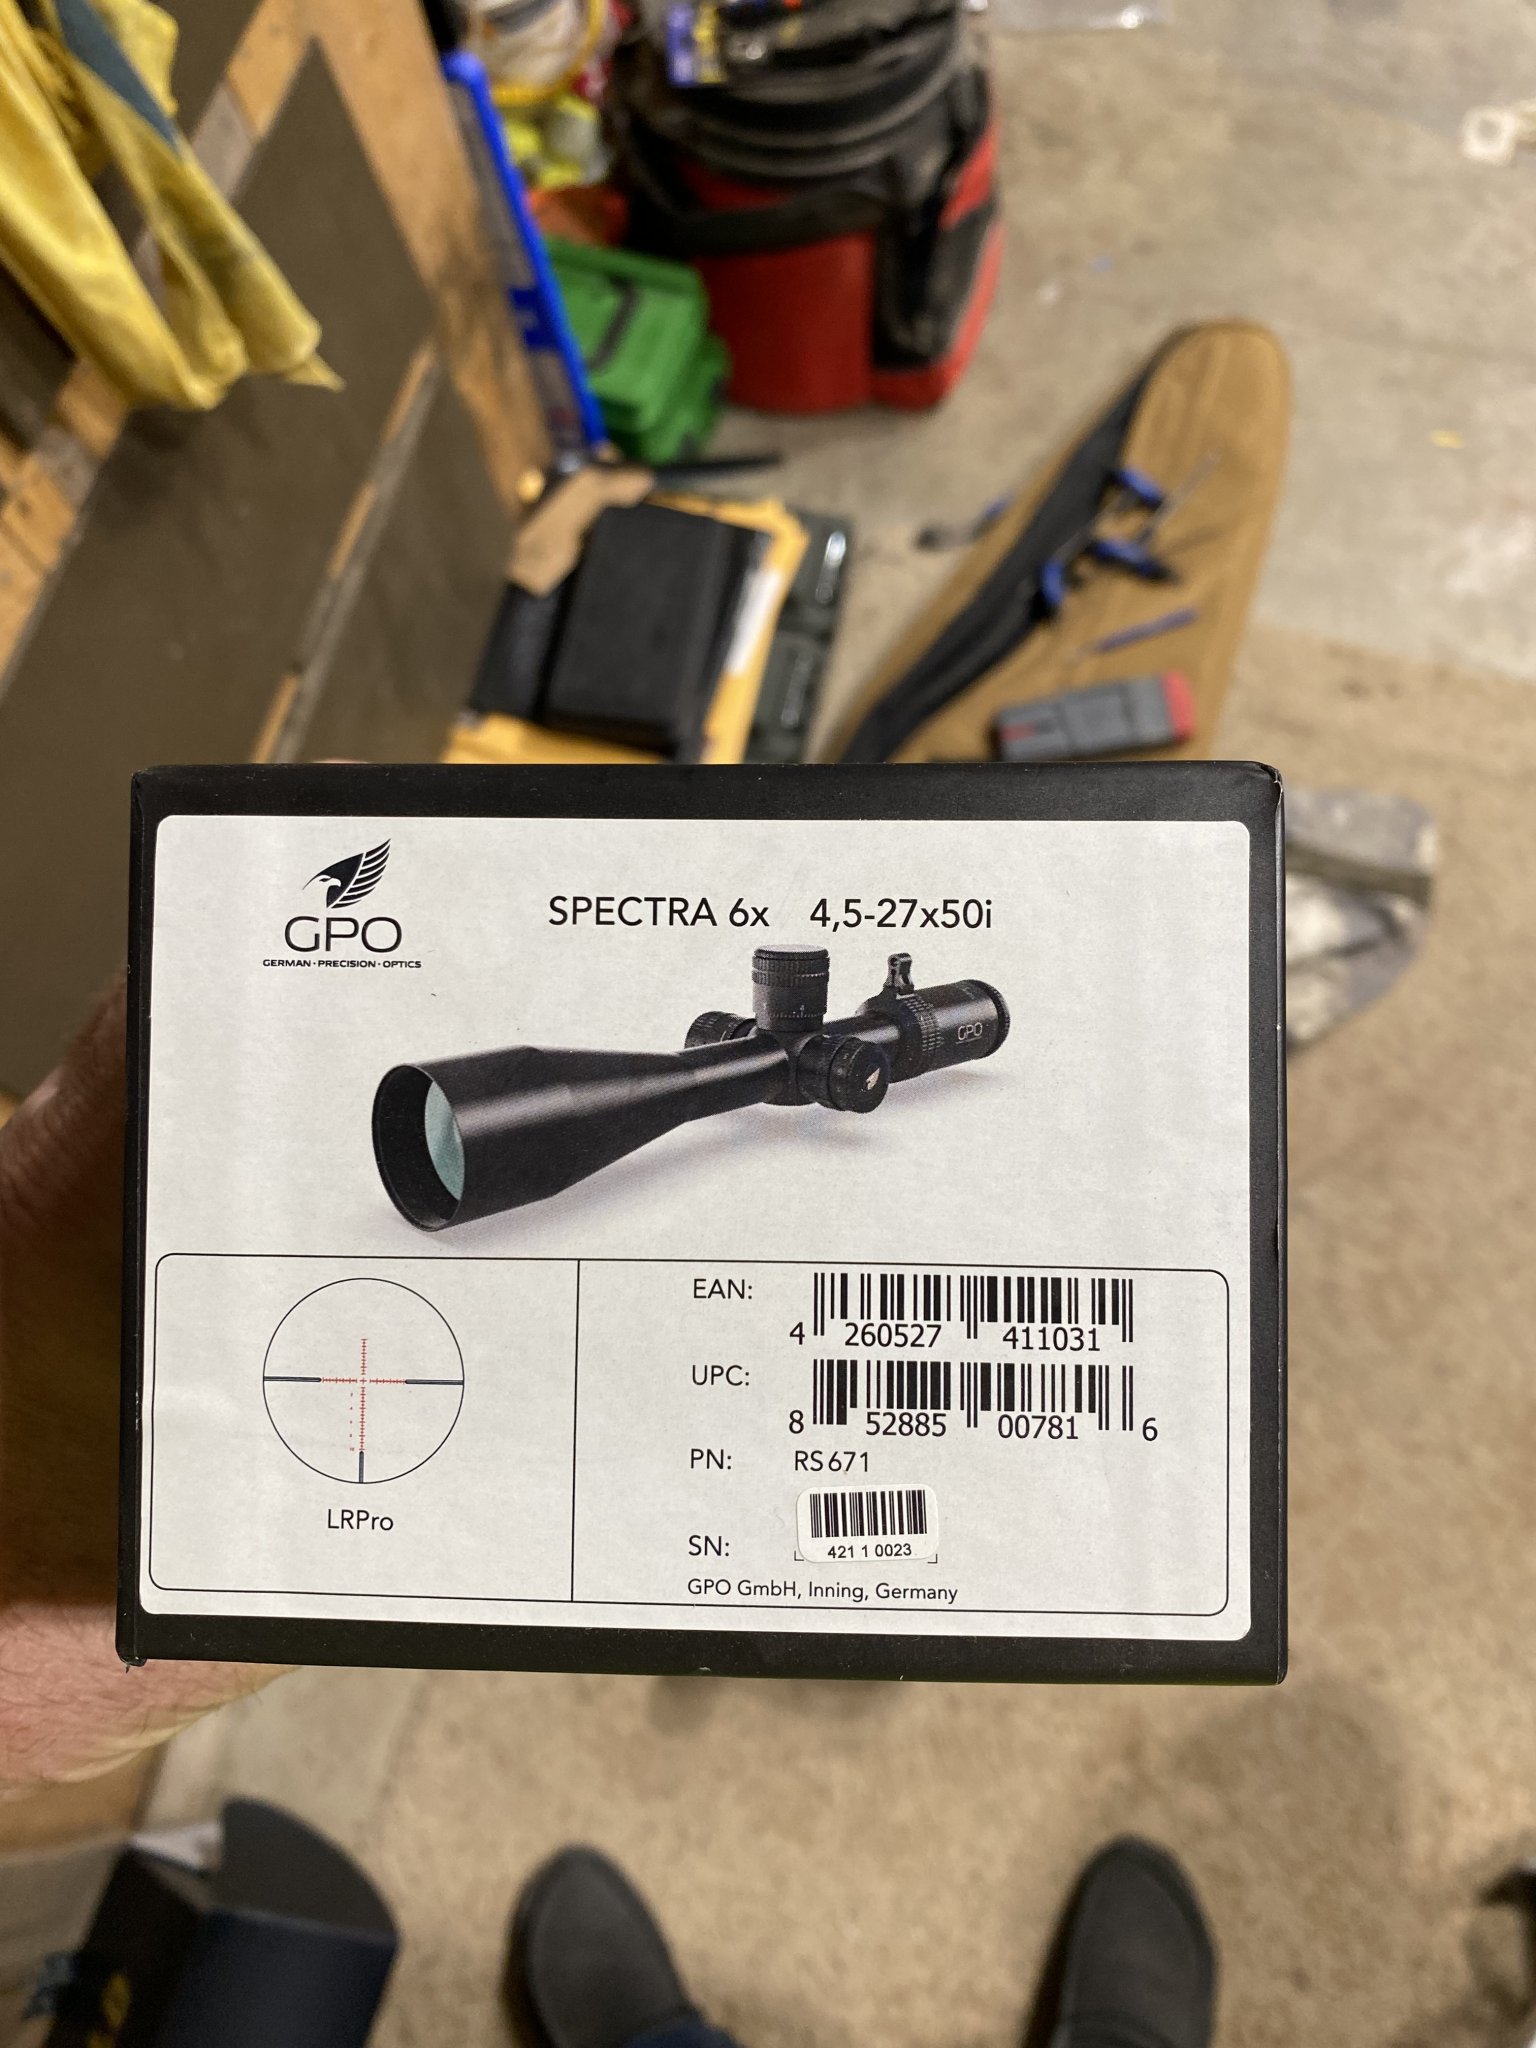 GPO
GERMAN·PRECISION·OPTICS
SPECTRA 6x 4,5-27x50i
GPO
LRPro
EAN:
4 260527 411031
UPC:
8 52885 00781 6
PN: RS671
SN: 421 1 0023
GPO GmbH, Inning, Germany